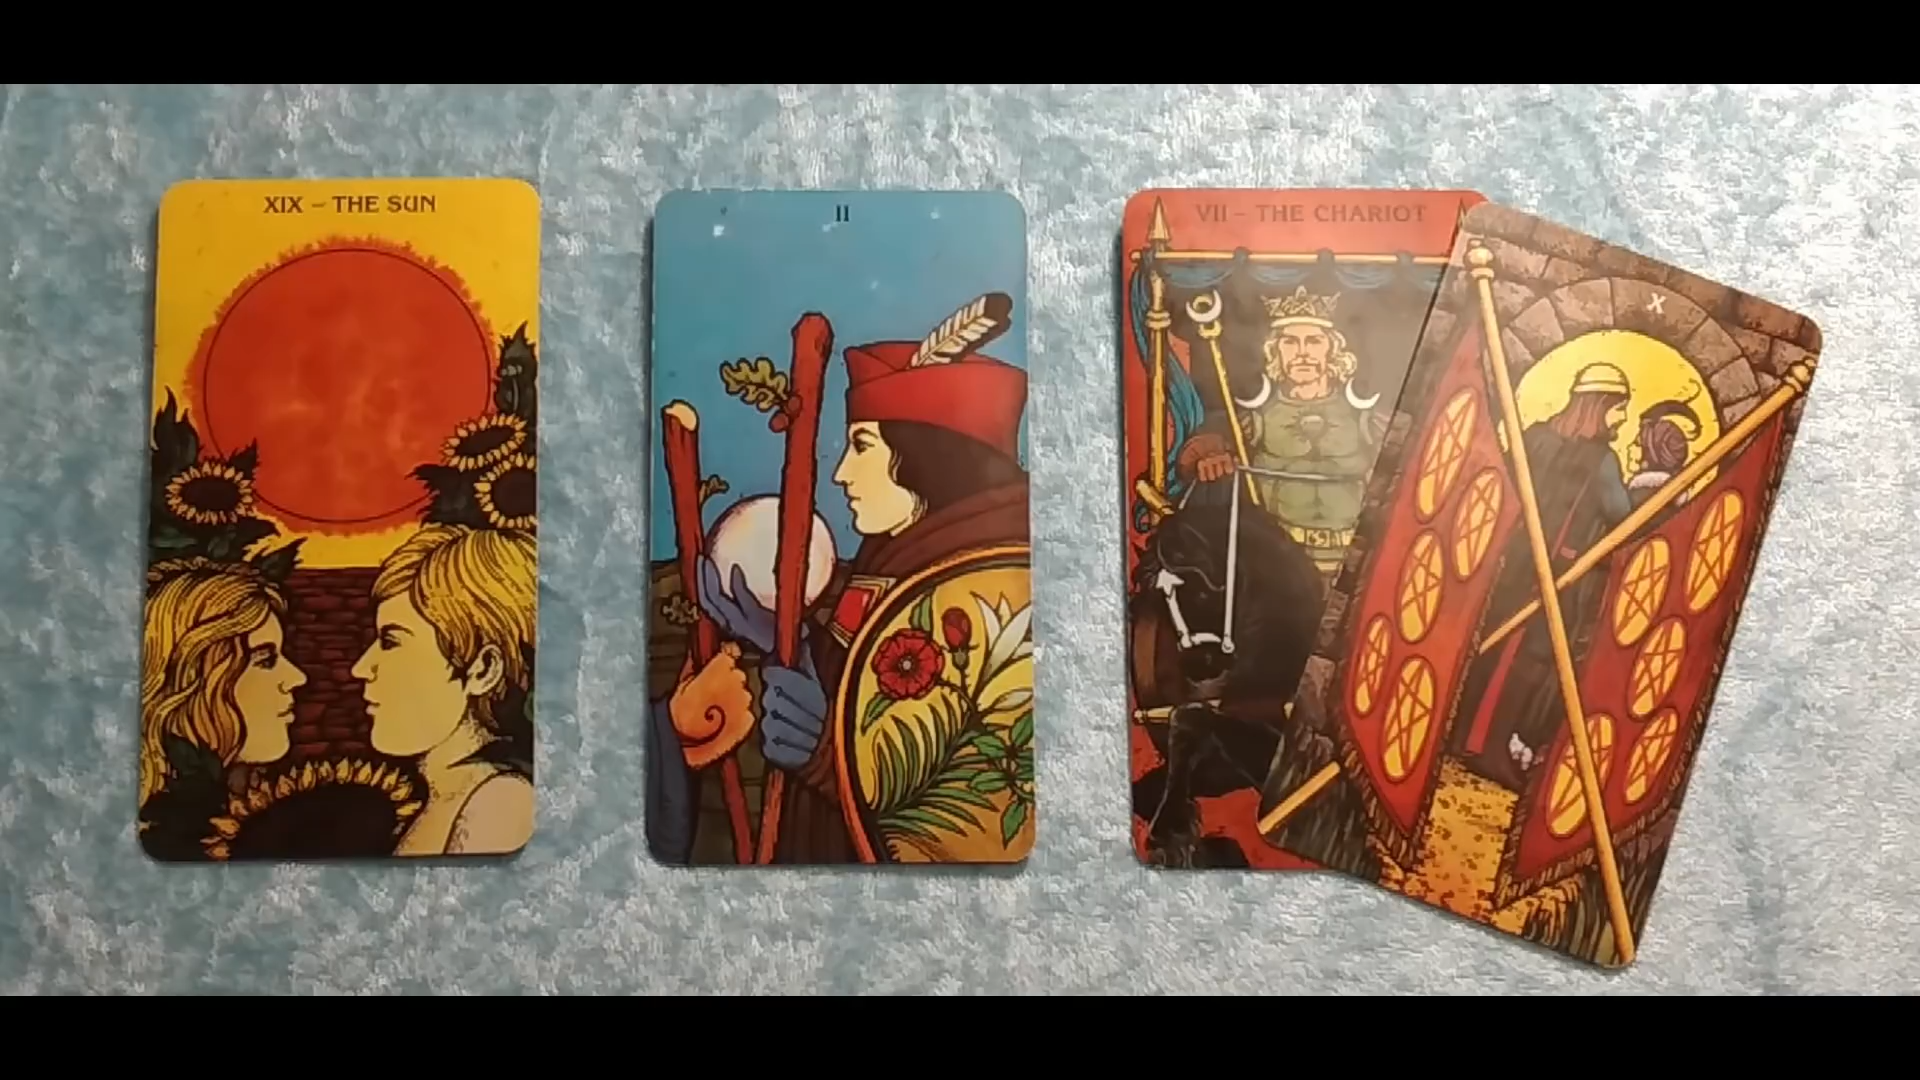 XIX – THE SUN
II
VII – THE CHARIOT
X